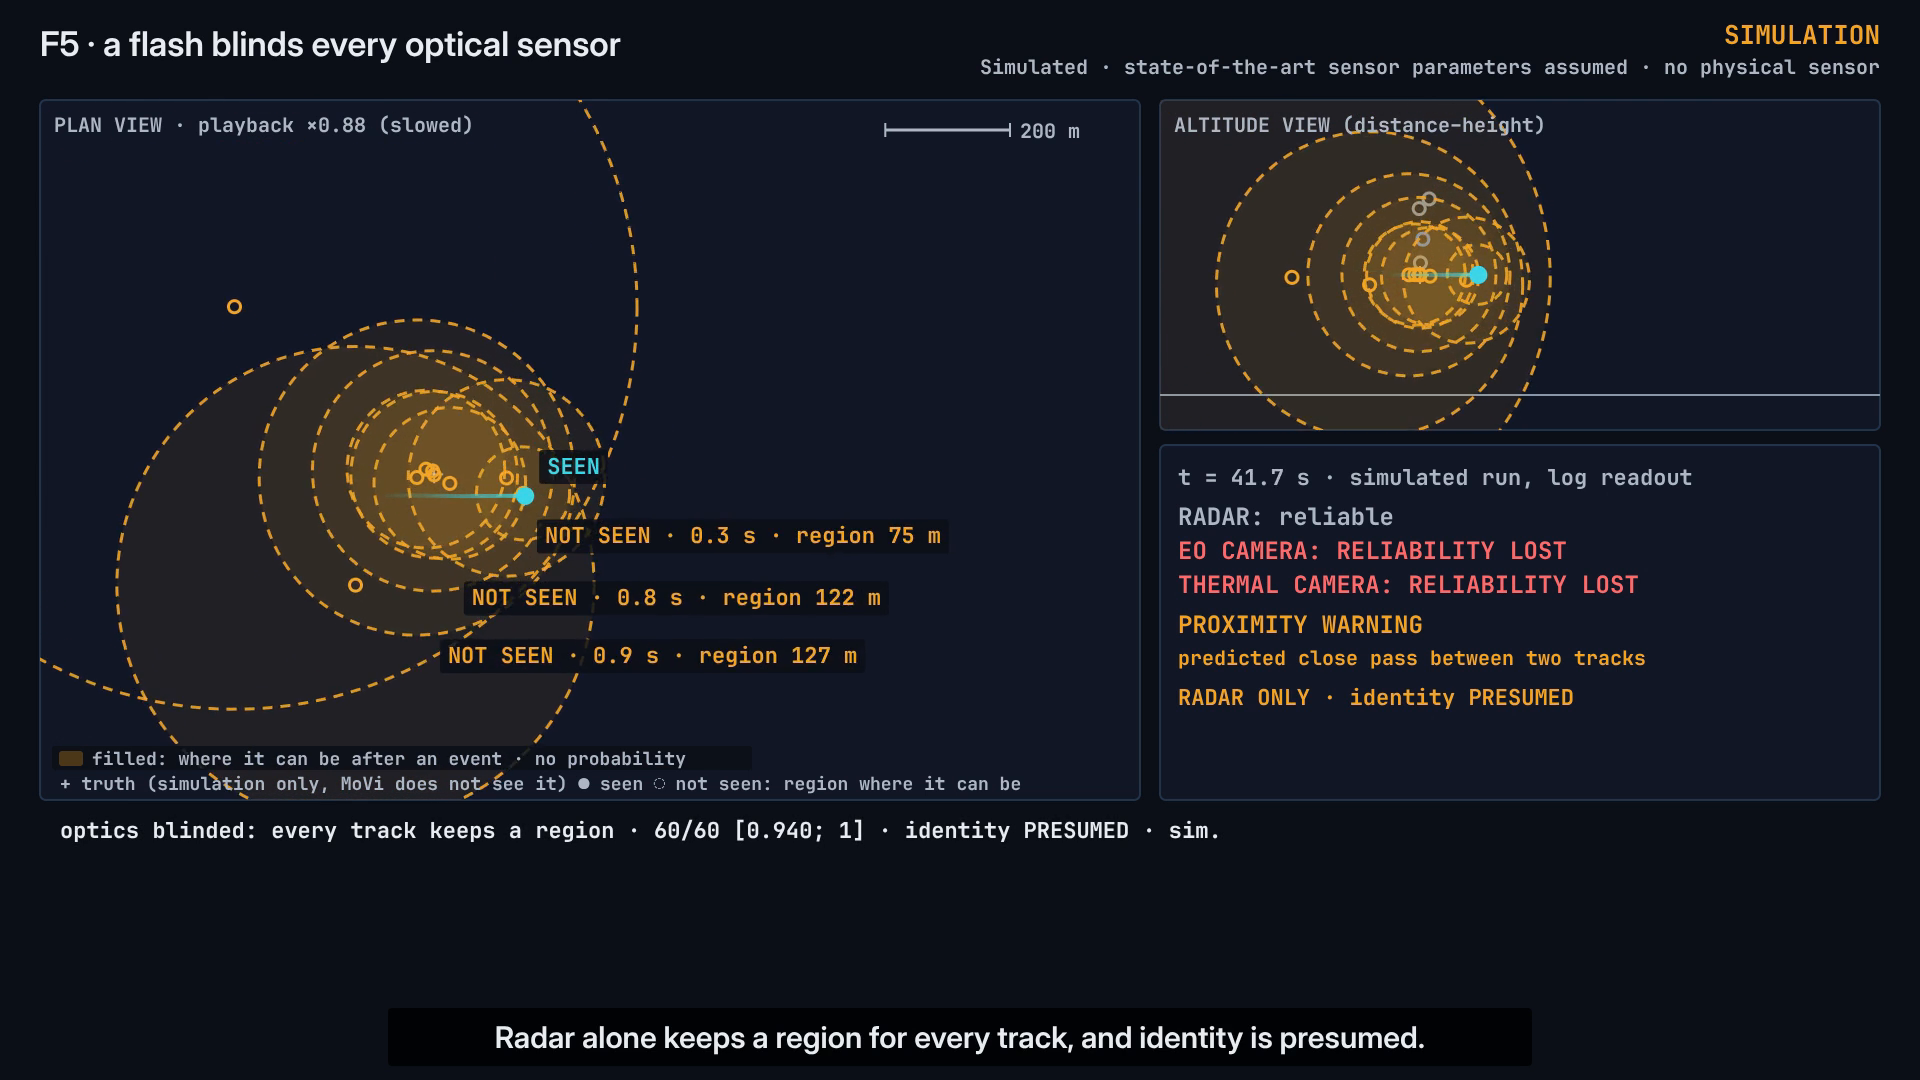 F5 · a flash blinds every optical sensor
SIMULATION
Simulated · state-of-the-art sensor parameters assumed · no physical sensor
PLAN VIEW · playback ×0.88 (slowed)
200 m
SEEN
NOT SEEN · 0.3 s · region 75 m
NOT SEEN · 0.8 s · region 122 m
NOT SEEN · 0.9 s · region 127 m
filled: where it can be after an event · no probability
+ truth (simulation only, MoVi does not see it) ● seen ◌ not seen: region where it can be
ALTITUDE VIEW (distance-height)
t = 41.7 s · simulated run, log readout
RADAR: reliable
EO CAMERA: RELIABILITY LOST
THERMAL CAMERA: RELIABILITY LOST
PROXIMITY WARNING
predicted close pass between two tracks
RADAR ONLY · identity PRESUMED
optics blinded: every track keeps a region · 60/60 [0.940; 1] · identity PRESUMED · sim.
Radar alone keeps a region for every track, and identity is presumed.